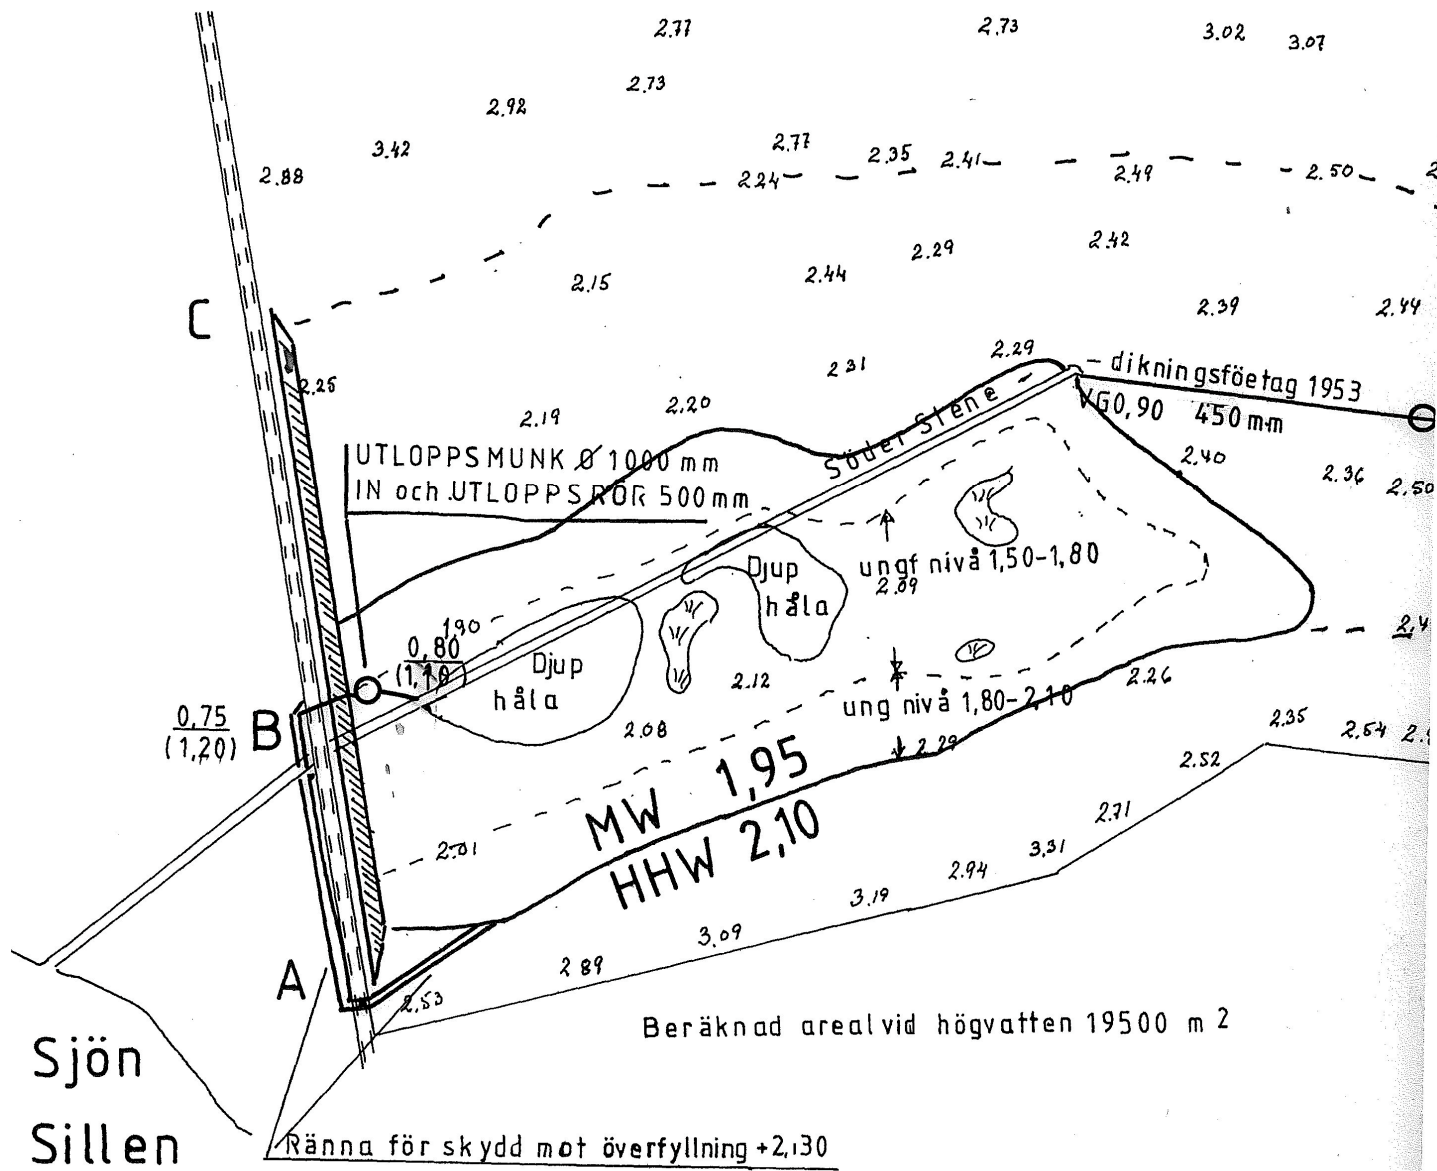 2.77
2.73
3.02
3.07
2.73
2.92
3.42
2.77
2.35
2.41
2.88
2.24
2.49
2.50
2.29
2.42
2.15
2.44
2.39
2.44
C
2.29
2.31
– dikningsföetag 1953
2.25
2.20
VG0,90 450 mm
2.19
Söder Stene
UTLOPPSMUNK Ø 1000 mm
IN och UTLOPPSRÖR 500 mm
2.40
2.36
2.50
Djup
håla
ungf nivå 1,50-1,80
2.09
1.90
0,80
(1,10)
Djup
håla
2.12
2.26
ung nivå 1,80-2,10
0,75
(1,20)
B
2.08
2.35
2.54
2.29
2.52
MW 1,95
HHW 2,10
2.71
2.01
3.31
2.94
3.19
3.09
2.89
A
2.53
Beräknad areal vid högvatten 19500 m 2
Sjön
Sillen
Ränna för skydd mot överfyllning +2,130